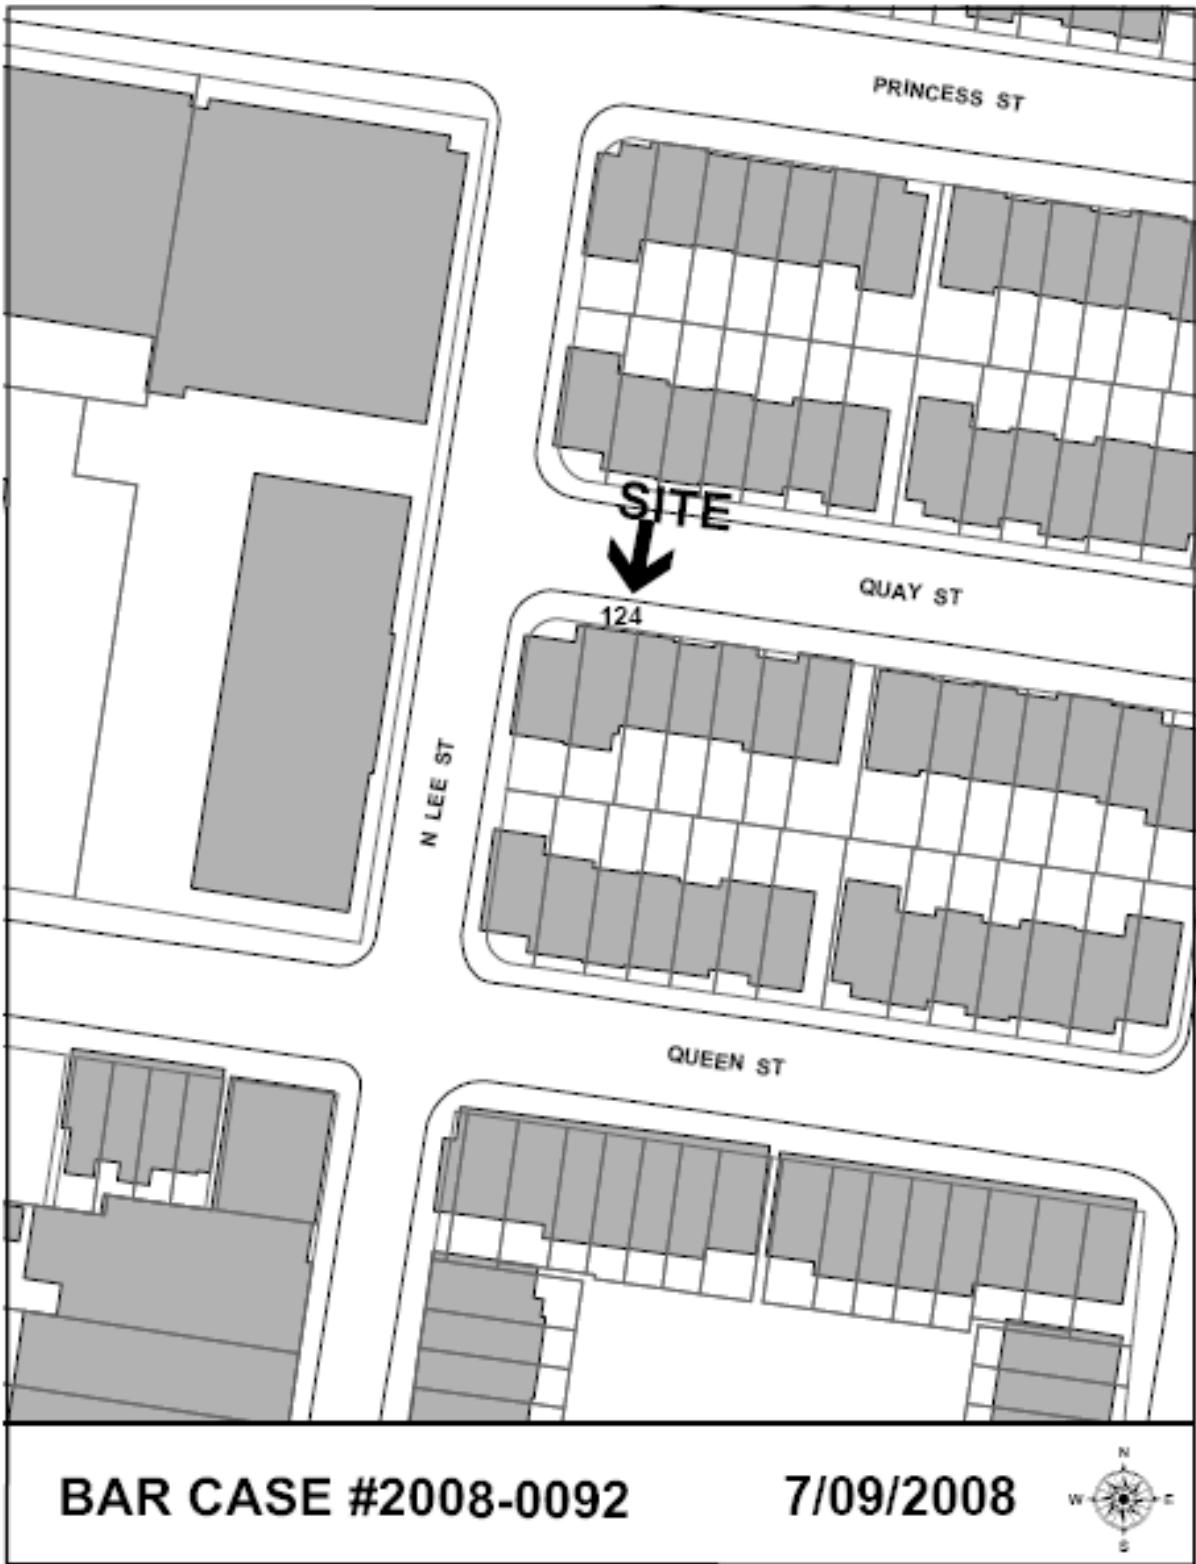 PRINCESS ST
SITE
QUAY ST
124
N LEE ST
QUEEN ST
BAR CASE #2008-0092
7/09/2008
N
W E
S